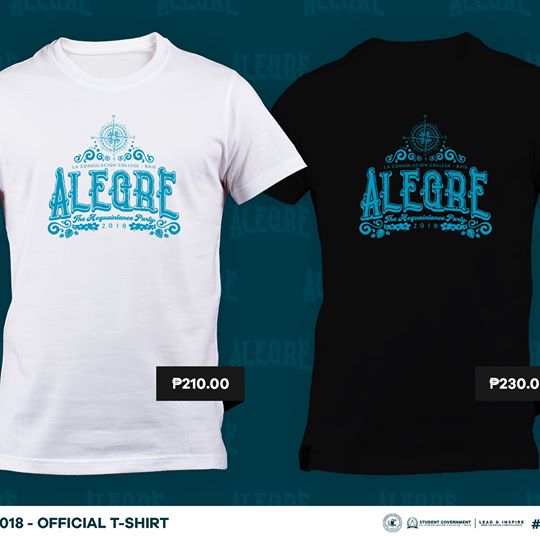 LA CONSOLACION COLLEGE - BAIS
ALEGRE
The Acquaintance Party
2018
₱210.00
LA CONSOLACION COLLEGE - BAIS
ALEGRE
The Acquaintance Party
2018
₱230.0
018 - OFFICIAL T-SHIRT
STUDENT GOVERNMENT
LEAD & INSPIRE
#